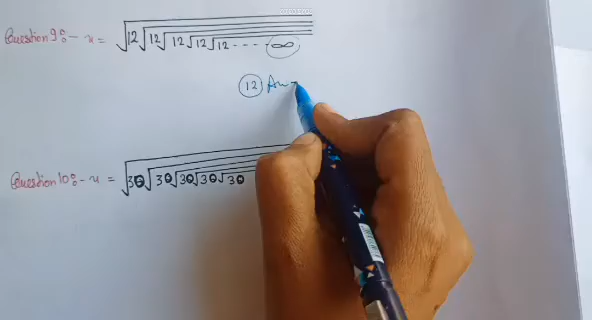 Question 9:- x = √12√12√12√12√12---∞
12 Ans
Question 10:- x = √30√30√30√30√30